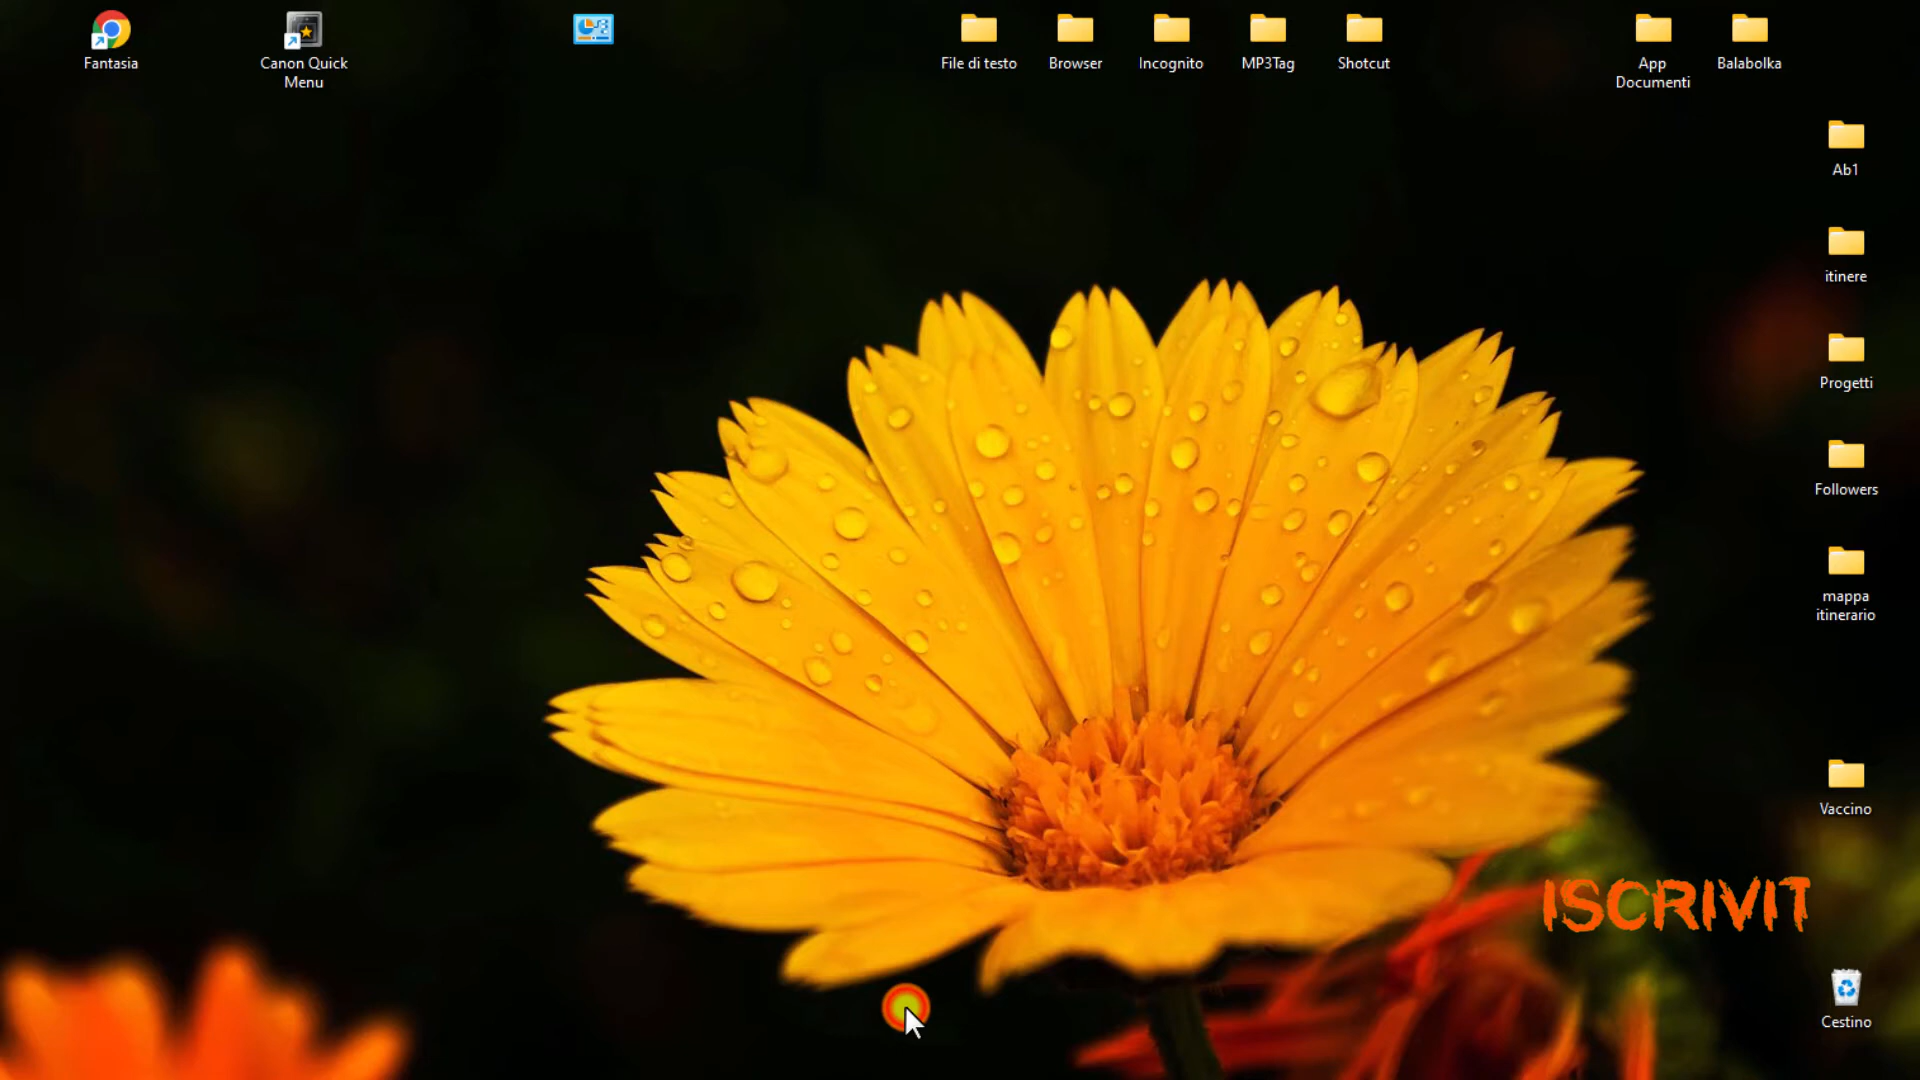 Fantasia
Canon Quick
Menu
File di testo
Browser
Incognito
MP3Tag
Shotcut
App
Documenti
Balabolka
Ab1
itinere
Progetti
Followers
mappa
itinerario
Vaccino
ISCRIVIT
Cestino